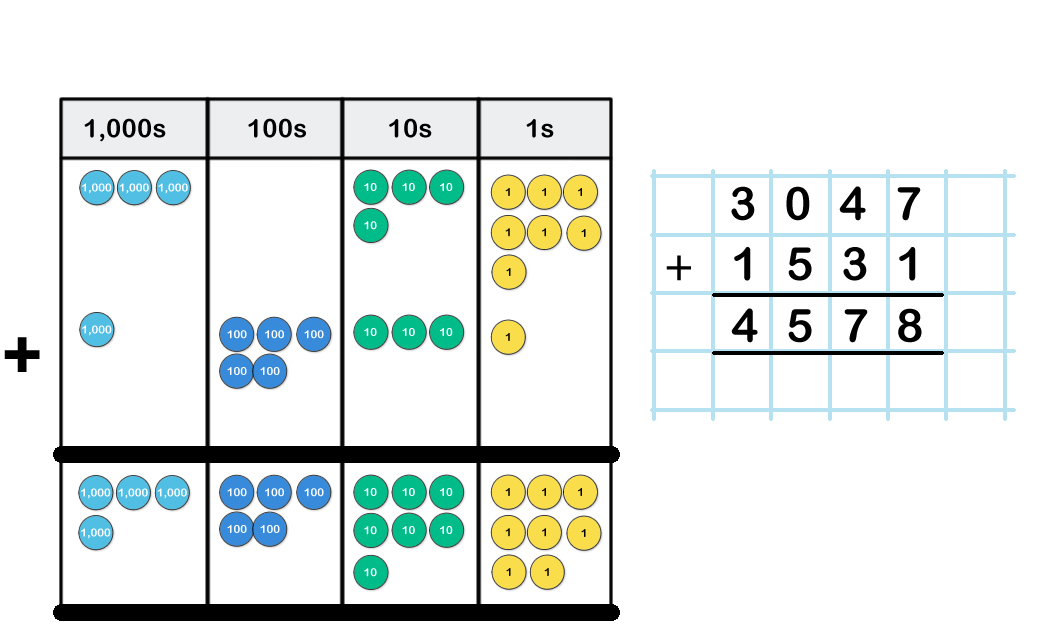 1,000s 100s 10s 1s
1,000 1,000 1,000 10 10 10 1 1 1
10 1 1 1
1
+ 1,000 100 100 100 10 10 10 1
100 100
1,000 1,000 1,000 100 100 100 10 10 10 1 1 1
1,000 100 100 10 10 10 1 1 1
10 1 1
3 0 4 7
+ 1 5 3 1
4 5 7 8